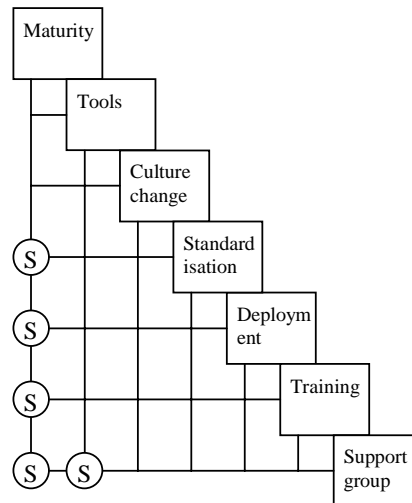 Maturity
Tools
Culture
change
S
Standard
isation
S
Deploym
ent
S
Training
S
S
Support
group